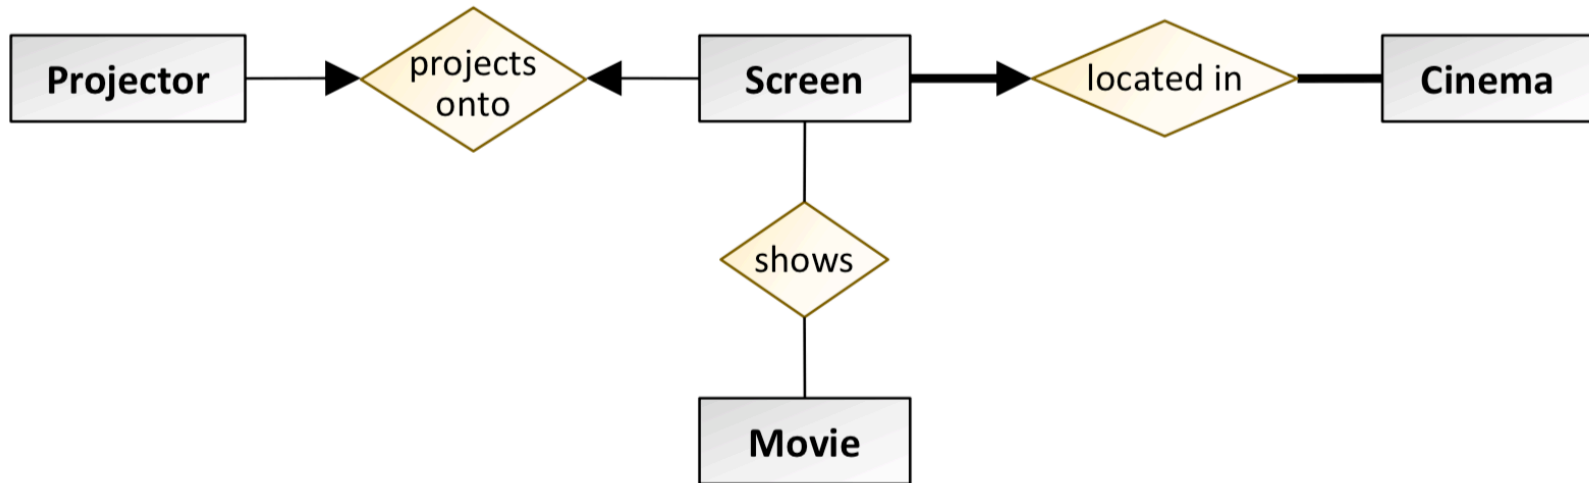 Projector
projects
onto
Screen
located in
Cinema
shows
Movie